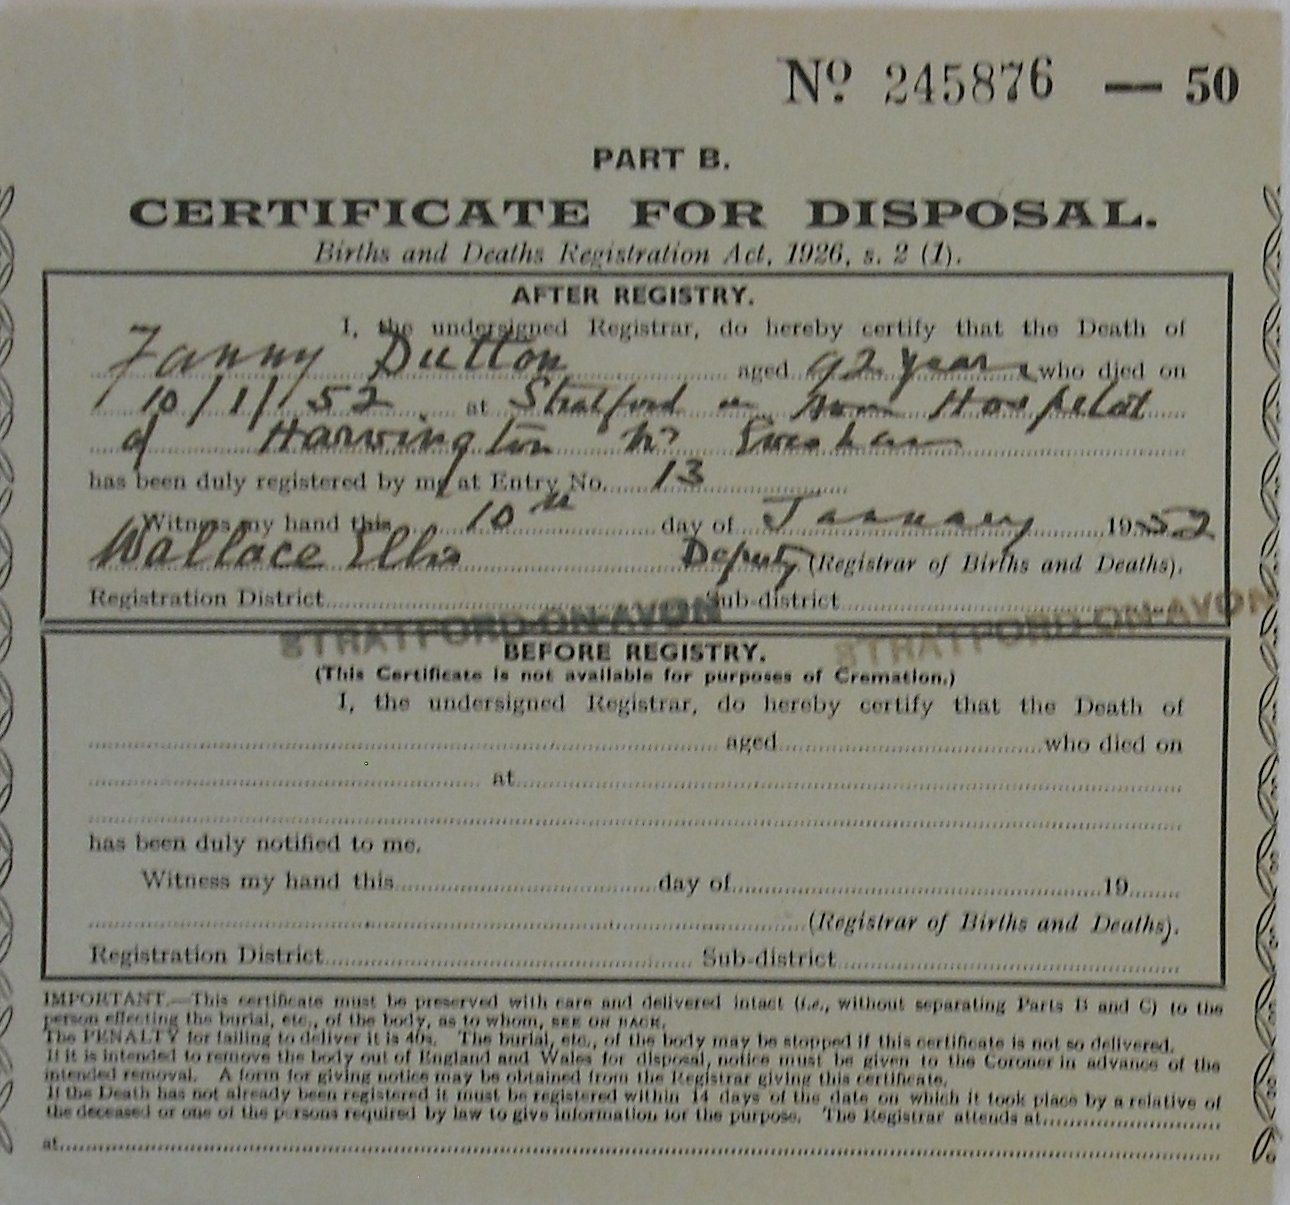 Nº 245876 — 50
PART B.
CERTIFICATE FOR DISPOSAL.
Births and Deaths Registration Act, 1926, s. 2 (1).
AFTER REGISTRY.
I, the undersigned Registrar, do hereby certify that the Death of
Fanny Dutton aged 92 years who died on
10/1/52 at Stratford on Avon Hospital
of Harvington nr Evesham
has been duly registered by me at Entry No. 13
Witness my hand this 10th day of January 1952
Wallace Ellis Deputy (Registrar of Births and Deaths).
Registration District STRATFORD-ON-AVON Sub-district STRATFORD-ON-AVON
BEFORE REGISTRY.
(This Certificate is not available for purposes of Cremation.)
I, the undersigned Registrar, do hereby certify that the Death of
aged who died on
at
has been duly notified to me.
Witness my hand this day of 19
(Registrar of Births and Deaths).
Registration District Sub-district
IMPORTANT.—This certificate must be preserved with care and delivered intact (i.e., without separating Parts B and C) to the
person effecting the burial, etc., of the body, as to whom, SEE ON BACK.
The PENALTY for failing to deliver it is 40s. The burial, etc., of the body may be stopped if this certificate is not so delivered.
If it is intended to remove the body out of England and Wales for disposal, notice must be given to the Coroner in advance of the
intended removal. A form for giving notice may be obtained from the Registrar giving this certificate.
If the Death has not already been registered it must be registered within 14 days of the date on which it took place by a relative of
the deceased or one of the persons required by law to give information for the purpose. The Registrar attends at
at